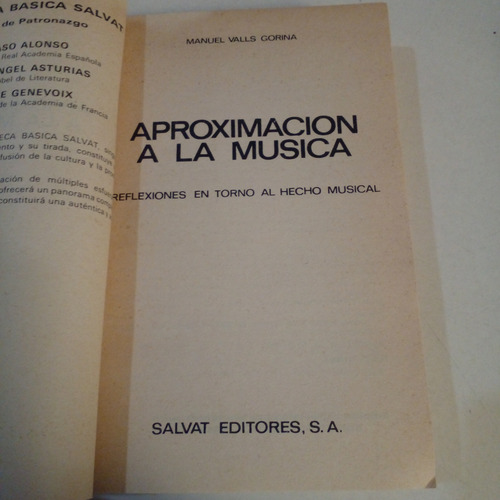 A BASICA SALVAT
de Patronazgo
ASO ALONSO
Real Academia Española
NGEL ASTURIAS
bel de Literatura
E GENEVOIX
de la Academia de Francia
ECA BASICA SALVAT,
ento y su tirada, constituye
fusión de la cultura y la
ación de múltiples
ofrecerá un panorama
constituirá una auténtica
MANUEL VALLS GORINA
APROXIMACION
A LA MUSICA
REFLEXIONES EN TORNO AL HECHO MUSICAL
SALVAT EDITORES, S. A.